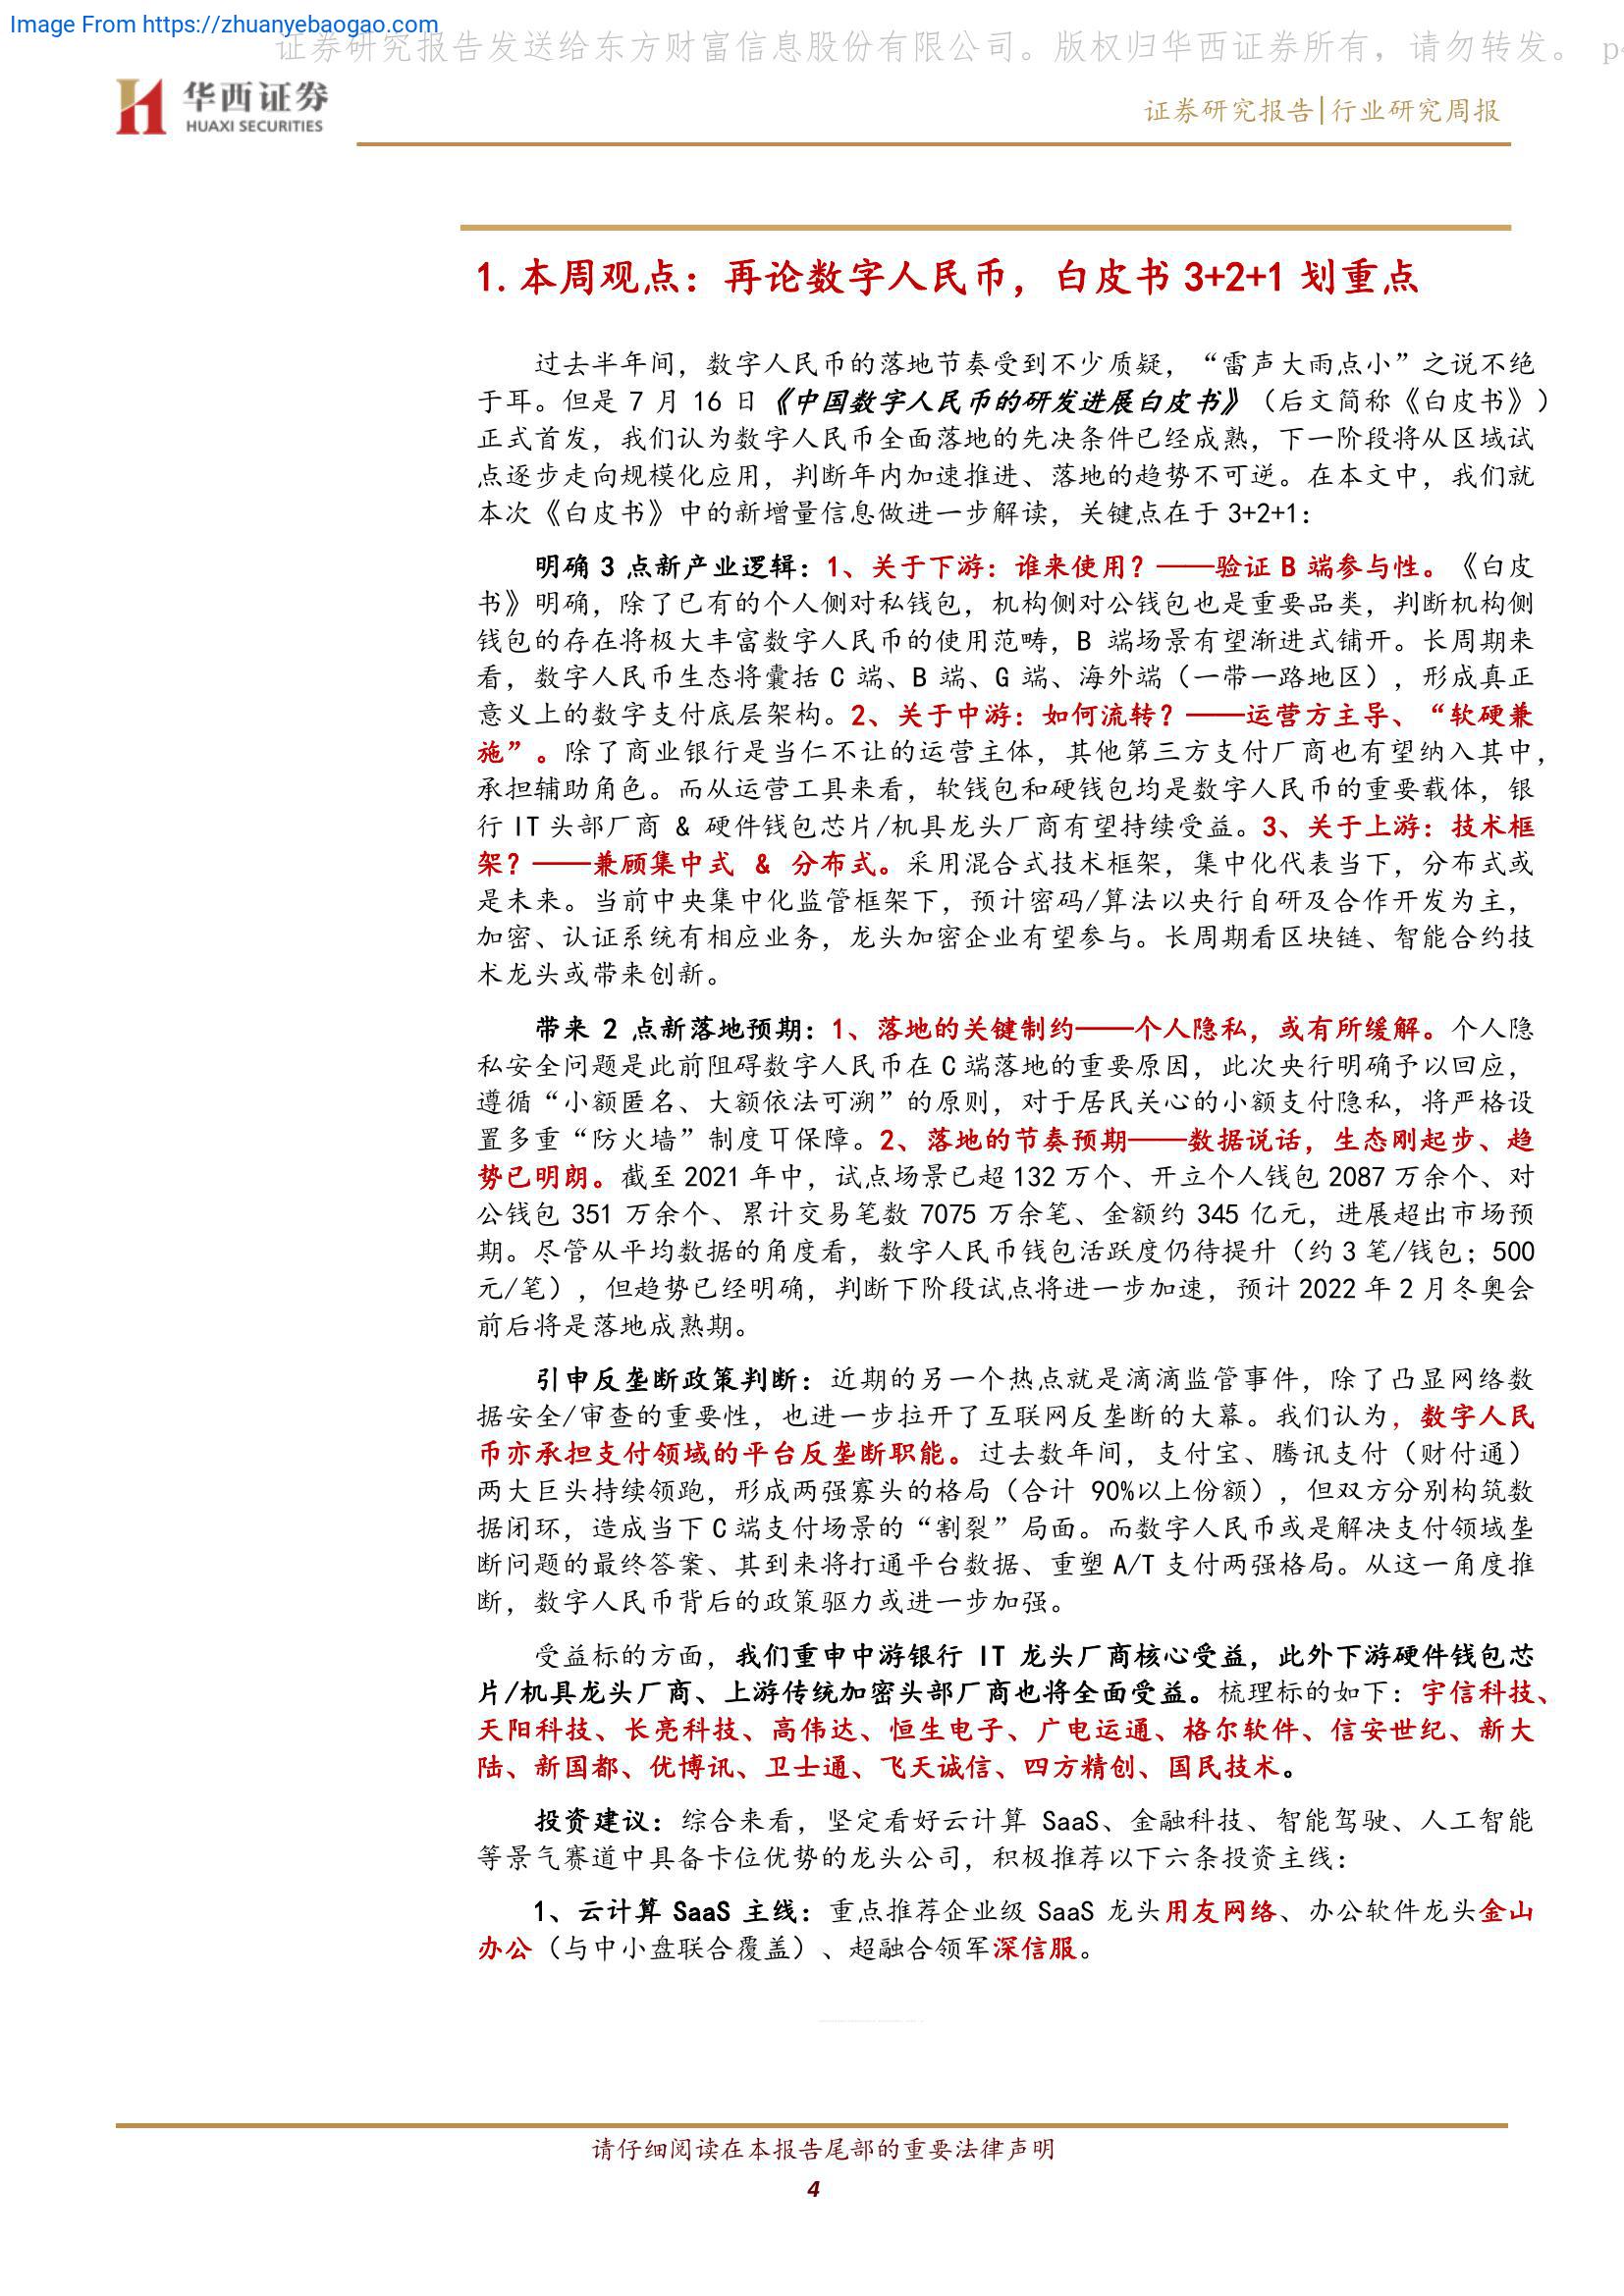 Image From https://zhuanyebaogao.com
证券研究报告发送给东方财富信息股份有限公司。版权归华西证券所有，请勿转发。 p
华西证券
HUAXI SECURITIES
证券研究报告|行业研究周报
1. 本周观点：再论数字人民币，白皮书 3+2+1 划重点
过去半年间，数字人民币的落地节奏受到不少质疑，“雷声大雨点小”之说不绝
于耳。但是 7 月 16 日《中国数字人民币的研发进展白皮书》（后文简称《白皮书》）
正式首发，我们认为数字人民币全面落地的先决条件已经成熟，下一阶段将从区域试
点逐步走向规模化应用，判断年内加速推进、落地的趋势不可逆。在本文中，我们就
本次《白皮书》中的新增量信息做进一步解读，关键点在于 3+2+1：
明确 3 点新产业逻辑：1、关于下游：谁来使用？——验证 B 端参与性。《白皮
书》明确，除了已有的个人侧对私钱包，机构侧对公钱包也是重要品类，判断机构侧
钱包的存在将极大丰富数字人民币的使用范畴，B 端场景有望渐进式铺开。长周期来
看，数字人民币生态将囊括 C 端、B 端、G 端、海外端（一带一路地区），形成真正
意义上的数字支付底层架构。2、关于中游：如何流转？——运营方主导、“软硬兼
施”。除了商业银行是当仁不让的运营主体，其他第三方支付厂商也有望纳入其中，
承担辅助角色。而从运营工具来看，软钱包和硬钱包均是数字人民币的重要载体，银
行 IT 头部厂商 & 硬件钱包芯片/机具龙头厂商有望持续受益。3、关于上游：技术框
架？——兼顾集中式 & 分布式。采用混合式技术框架，集中化代表当下，分布式或
是未来。当前中央集中化监管框架下，预计密码/算法以央行自研及合作开发为主，
加密、认证系统有相应业务，龙头加密企业有望参与。长周期看区块链、智能合约技
术龙头或带来创新。
带来 2 点新落地预期：1、落地的关键制约——个人隐私，或有所缓解。个人隐
私安全问题是此前阻碍数字人民币在 C 端落地的重要原因，此次央行明确予以回应，
遵循“小额匿名、大额依法可溯”的原则，对于居民关心的小额支付隐私，将严格设
置多重“防火墙”制度可保障。2、落地的节奏预期——数据说话，生态刚起步、趋
势已明朗。截至 2021 年中，试点场景已超 132 万个、开立个人钱包 2087 万余个、对
公钱包 351 万余个、累计交易笔数 7075 万余笔、金额约 345 亿元，进展超出市场预
期。尽管从平均数据的角度看，数字人民币钱包活跃度仍待提升（约 3 笔/钱包；500
元/笔），但趋势已经明确，判断下阶段试点将进一步加速，预计 2022 年 2 月冬奥会
前后将是落地成熟期。
引申反垄断政策判断：近期的另一个热点就是滴滴监管事件，除了凸显网络数
据安全/审查的重要性，也进一步拉开了互联网反垄断的大幕。我们认为，数字人民
币亦承担支付领域的平台反垄断职能。过去数年间，支付宝、腾讯支付（财付通）
两大巨头持续领跑，形成两强寡头的格局（合计 90%以上份额），但双方分别构筑数
据闭环，造成当下 C 端支付场景的“割裂”局面。而数字人民币或是解决支付领域垄
断问题的最终答案、其到来将打通平台数据、重塑 A/T 支付两强格局。从这一角度推
断，数字人民币背后的政策驱力或进一步加强。
受益标的方面，我们重申中游银行 IT 龙头厂商核心受益，此外下游硬件钱包芯
片/机具龙头厂商、上游传统加密头部厂商也将全面受益。梳理标的如下：宇信科技、
天阳科技、长亮科技、高伟达、恒生电子、广电运通、格尔软件、信安世纪、新大
陆、新国都、优博讯、卫士通、飞天诚信、四方精创、国民技术。
投资建议：综合来看，坚定看好云计算 SaaS、金融科技、智能驾驶、人工智能
等景气赛道中具备卡位优势的龙头公司，积极推荐以下六条投资主线：
1、云计算 SaaS 主线：重点推荐企业级 SaaS 龙头用友网络、办公软件龙头金山
办公（与中小盘联合覆盖）、超融合领军深信服。
请仔细阅读在本报告尾部的重要法律声明
4